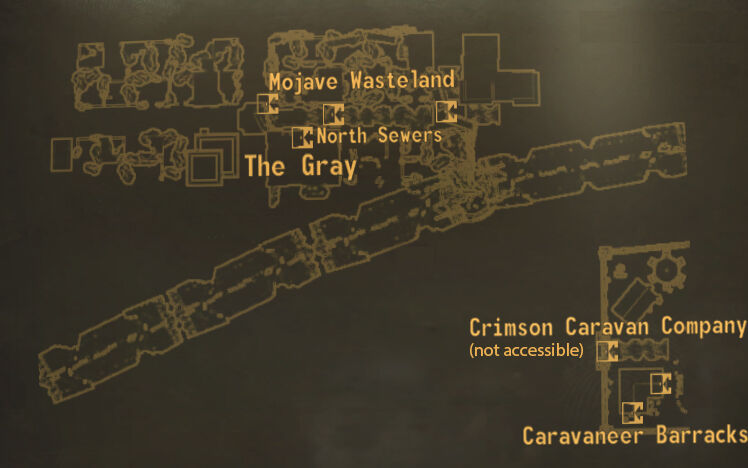 Mojave Wasteland
North Sewers
The Gray
Crimson Caravan Company
(not accessible)
Caravaneer Barracks